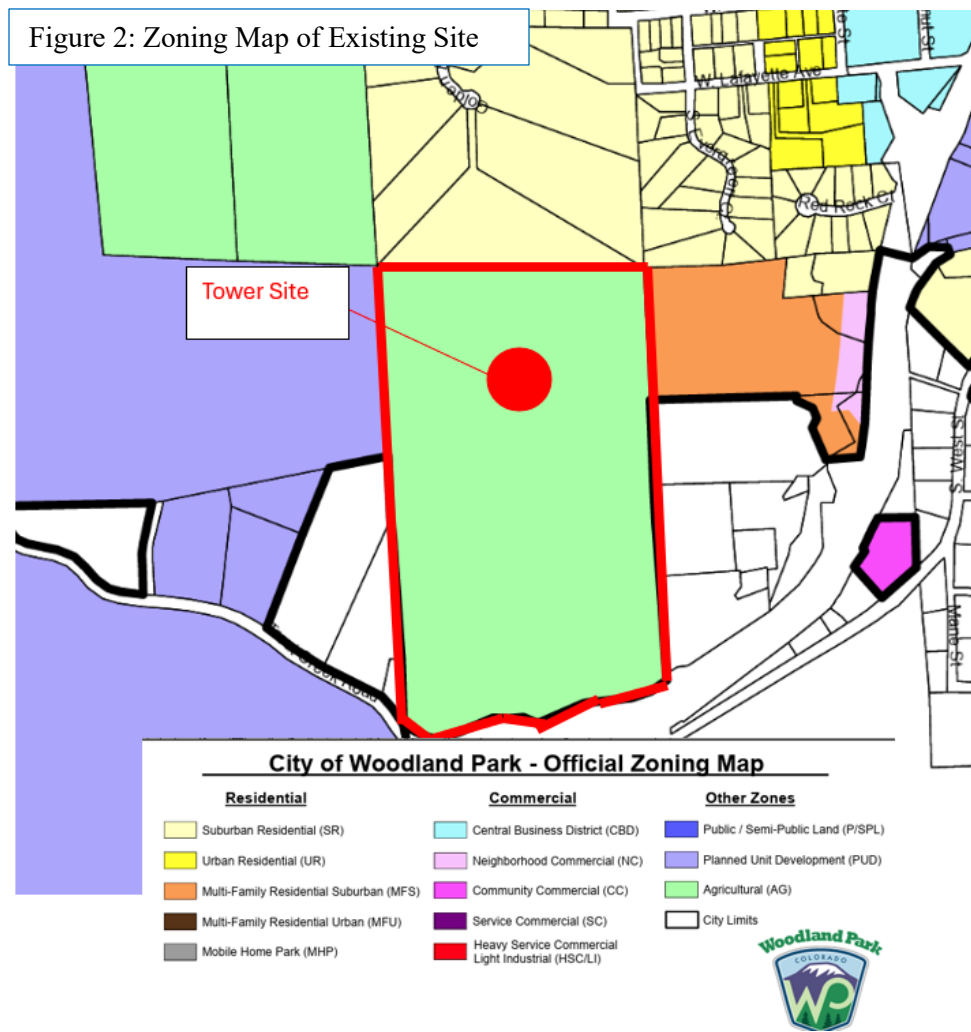 Figure 2: Zoning Map of Existing Site
W. Lafayette Ave
Red Rock Ct
Tower Site
S. West St
City of Woodland Park - Official Zoning Map
Residential
Suburban Residential (SR)
Urban Residential (UR)
Multi-Family Residential Suburban (MFS)
Multi-Family Residential Urban (MFU)
Mobile Home Park (MHP)
Commercial
Central Business District (CBD)
Neighborhood Commercial (NC)
Community Commercial (CC)
Service Commercial (SC)
Heavy Service Commercial
Light Industrial (HSC/LI)
Other Zones
Public / Semi-Public Land (P/SPL)
Planned Unit Development (PUD)
Agricultural (AG)
City Limits
Woodland Park
COLORADO
WP